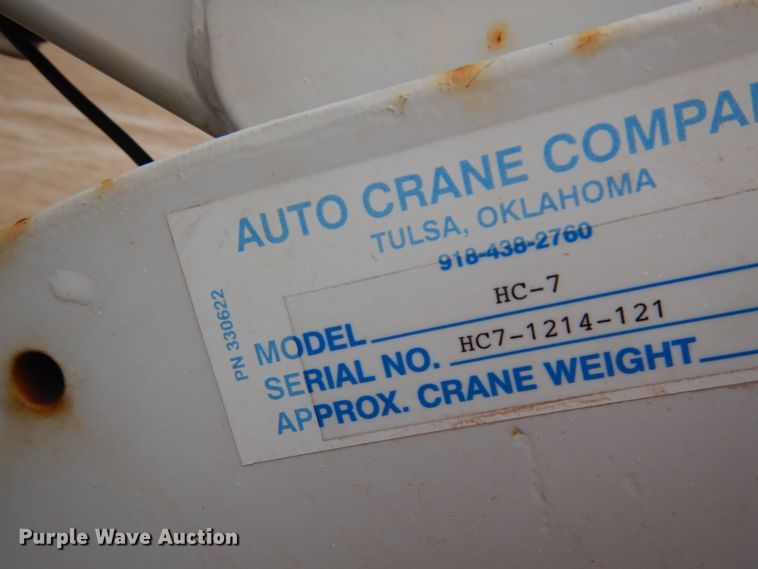 AUTO CRANE COMPA
TULSA, OKLAHOMA
918-438-2760
PN 330622
MODEL HC-7
SERIAL NO. HC7-1214-121
APPROX. CRANE WEIGHT
Purple Wave Auction